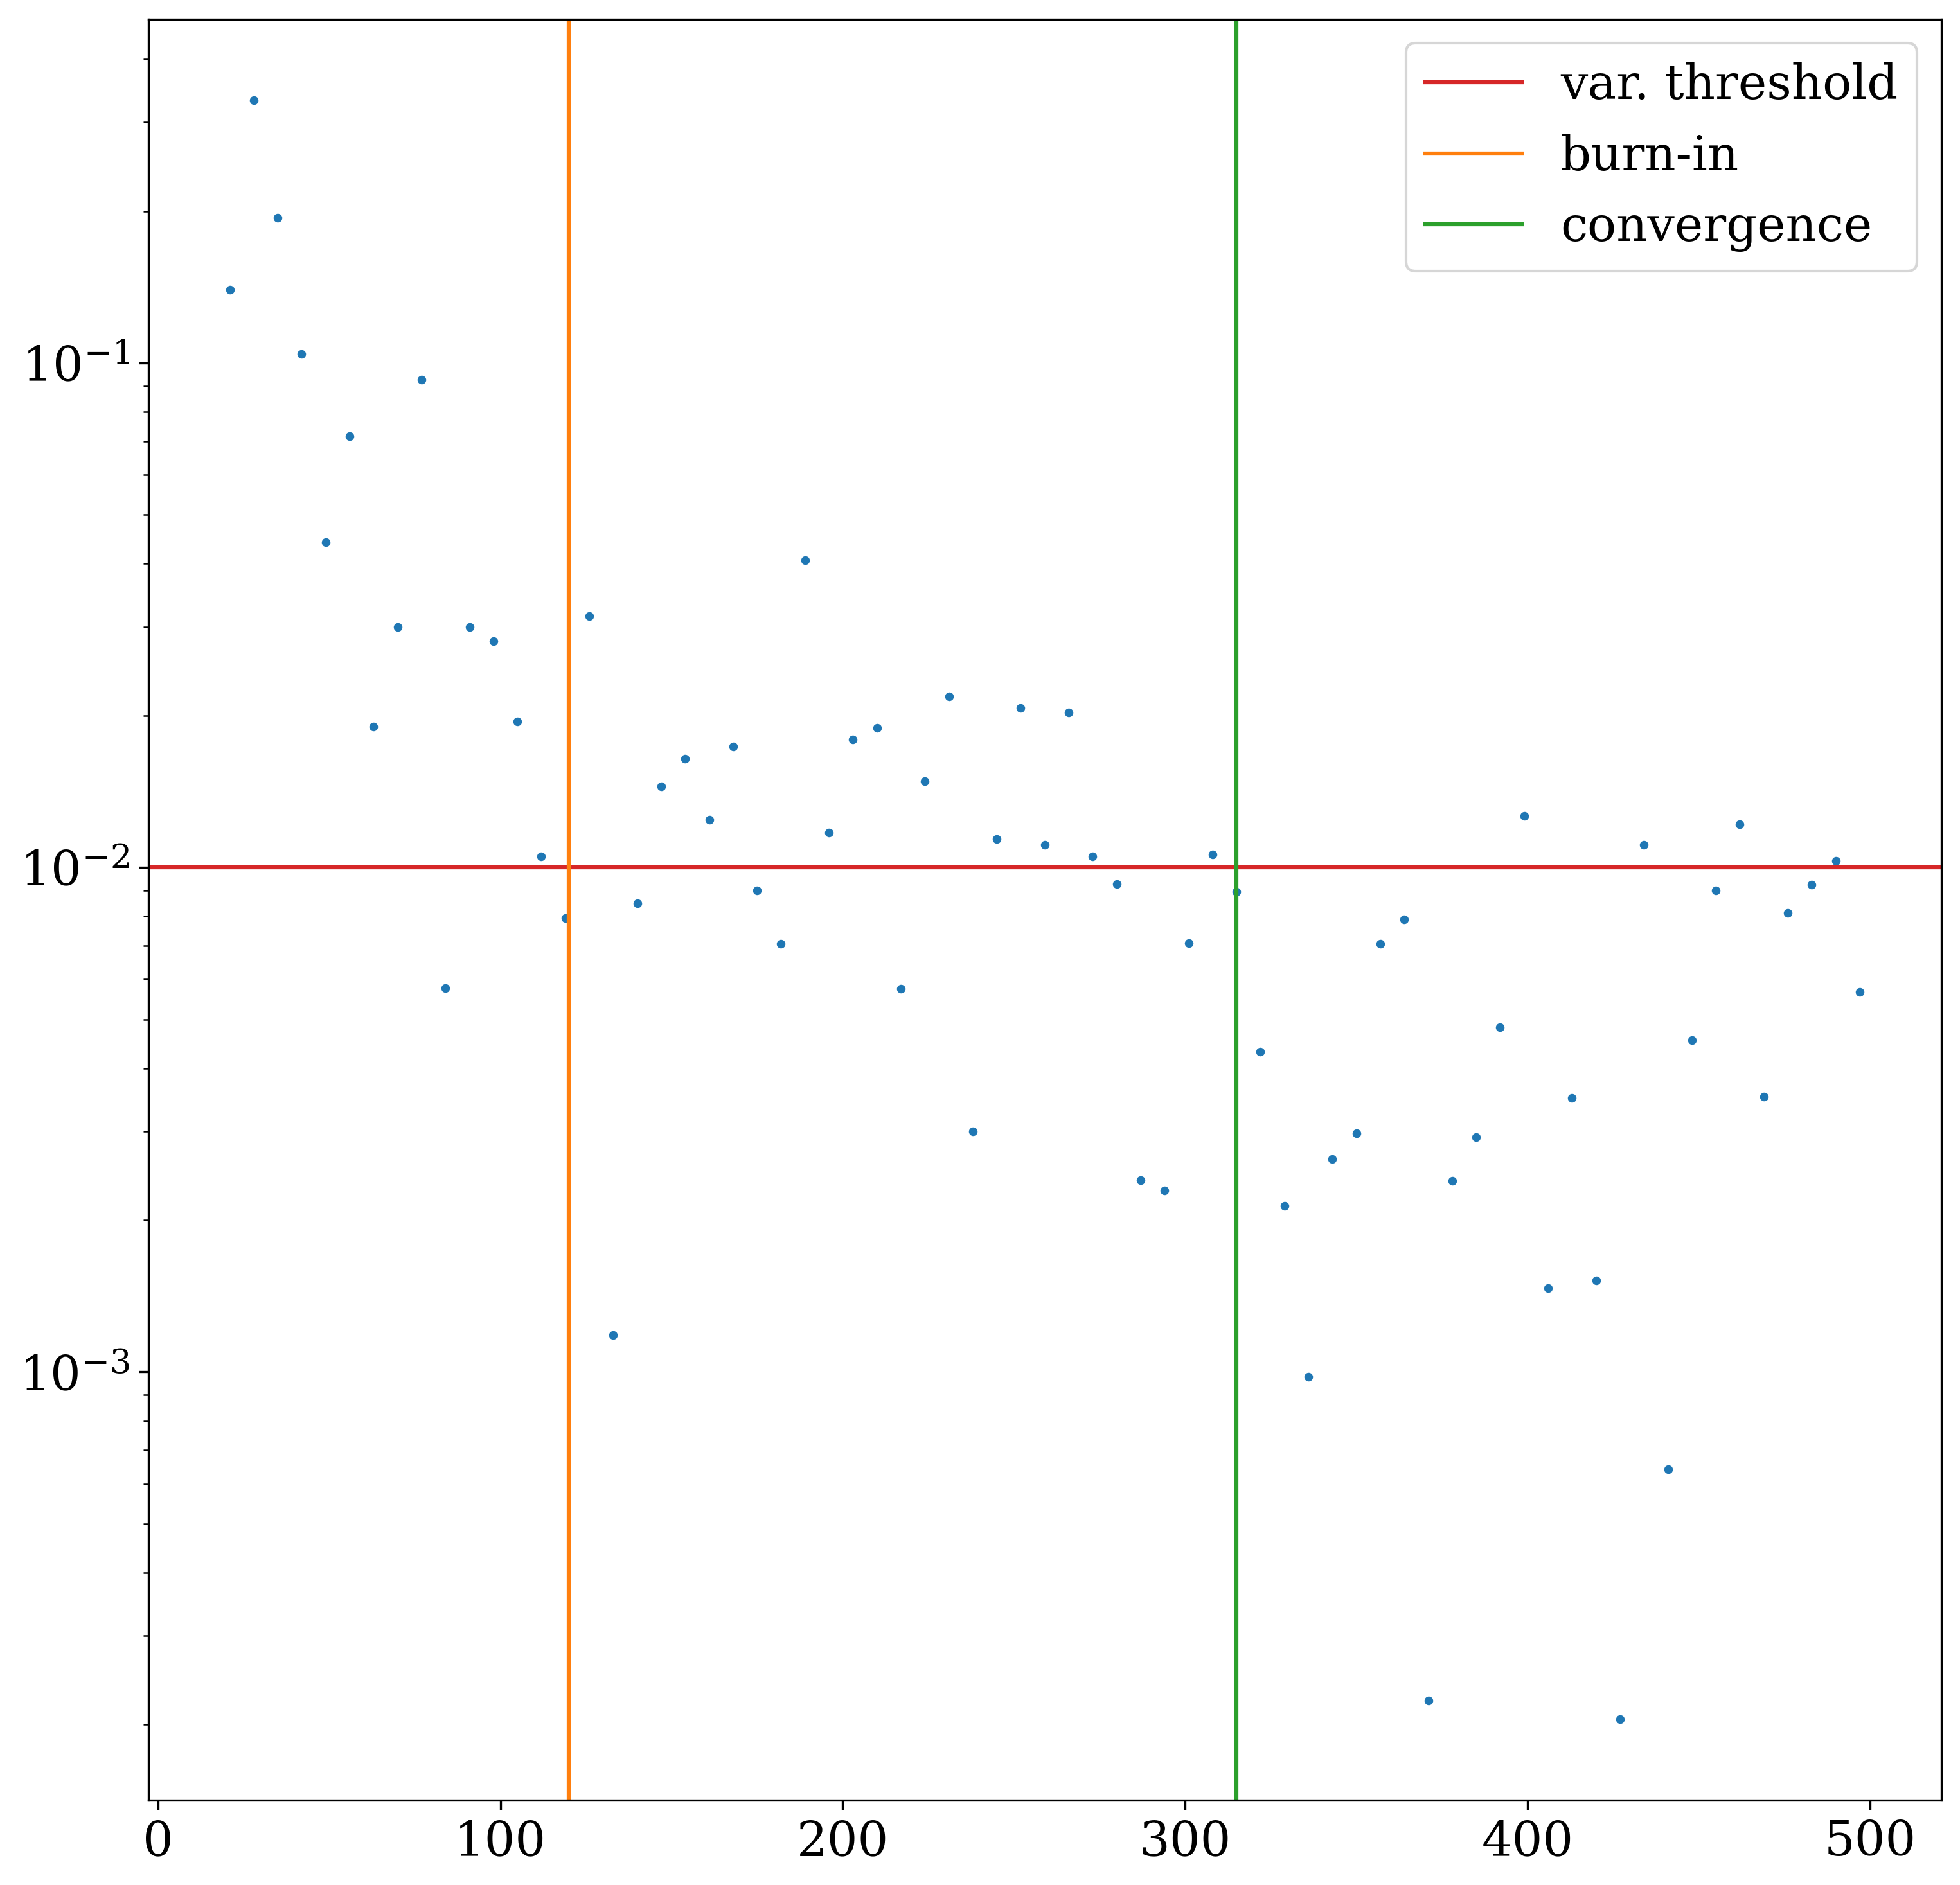 var. threshold
burn-in
convergence
10⁻¹
10⁻²
10⁻³
0 100 200 300 400 500